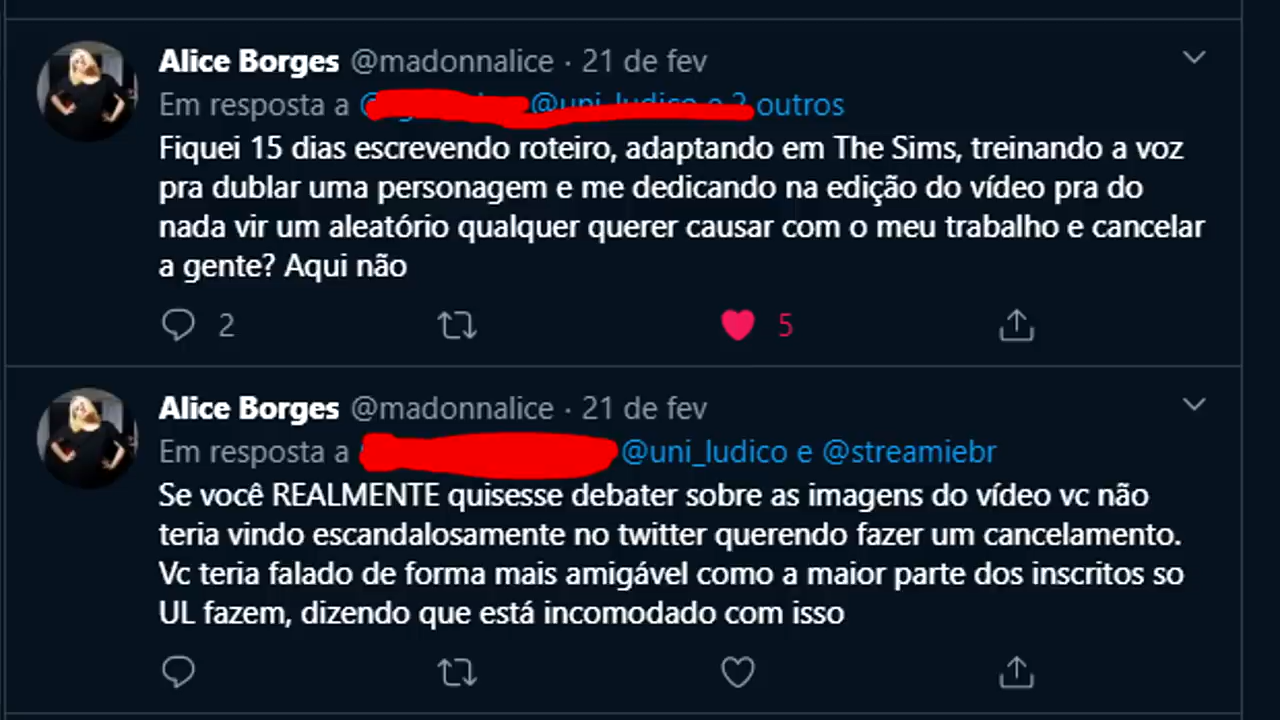 Alice Borges @madonnalice · 21 de fev
Em resposta a @uni_ludico e 2 outros
Fiquei 15 dias escrevendo roteiro, adaptando em The Sims, treinando a voz
pra dublar uma personagem e me dedicando na edição do vídeo pra do
nada vir um aleatório qualquer querer causar com o meu trabalho e cancelar
a gente? Aqui não
2 5
Alice Borges @madonnalice · 21 de fev
Em resposta a @uni_ludico e @streamiebr
Se você REALMENTE quisesse debater sobre as imagens do vídeo vc não
teria vindo escandalosamente no twitter querendo fazer um cancelamento.
Vc teria falado de forma mais amigável como a maior parte dos inscritos so
UL fazem, dizendo que está incomodado com isso